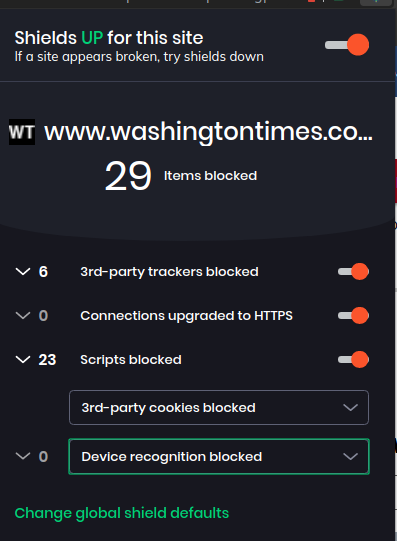 Shields UP for this site
If a site appears broken, try shields down
WT www.washingtontimes.co...
29 Items blocked
6 3rd-party trackers blocked
0 Connections upgraded to HTTPS
23 Scripts blocked
3rd-party cookies blocked
0 Device recognition blocked
Change global shield defaults